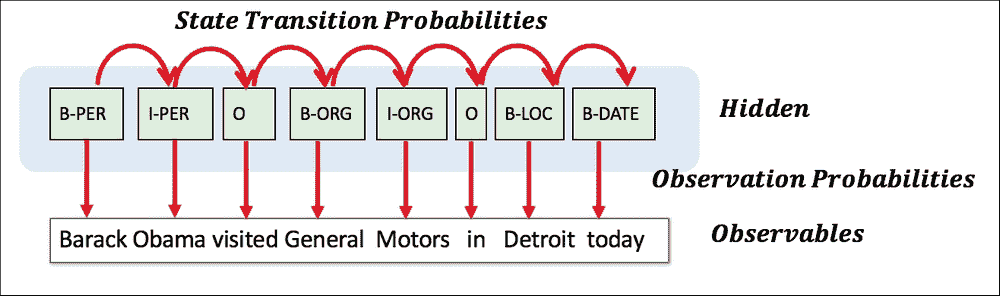 State Transition Probabilities
B-PER I-PER O B-ORG I-ORG O B-LOC B-DATE
Hidden
Observation Probabilities
Barack Obama visited General Motors in Detroit today
Observables